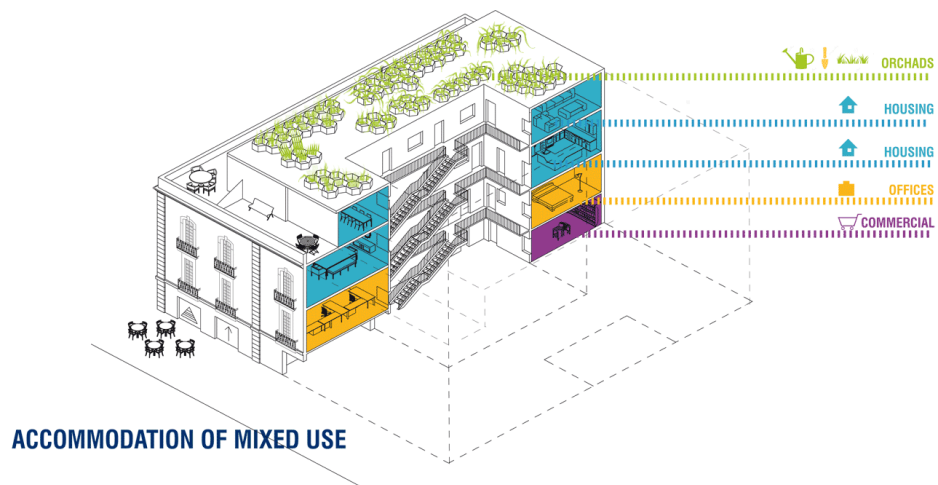 ORCHADS
HOUSING
HOUSING
OFFICES
COMMERCIAL
ACCOMMODATION OF MIXED USE